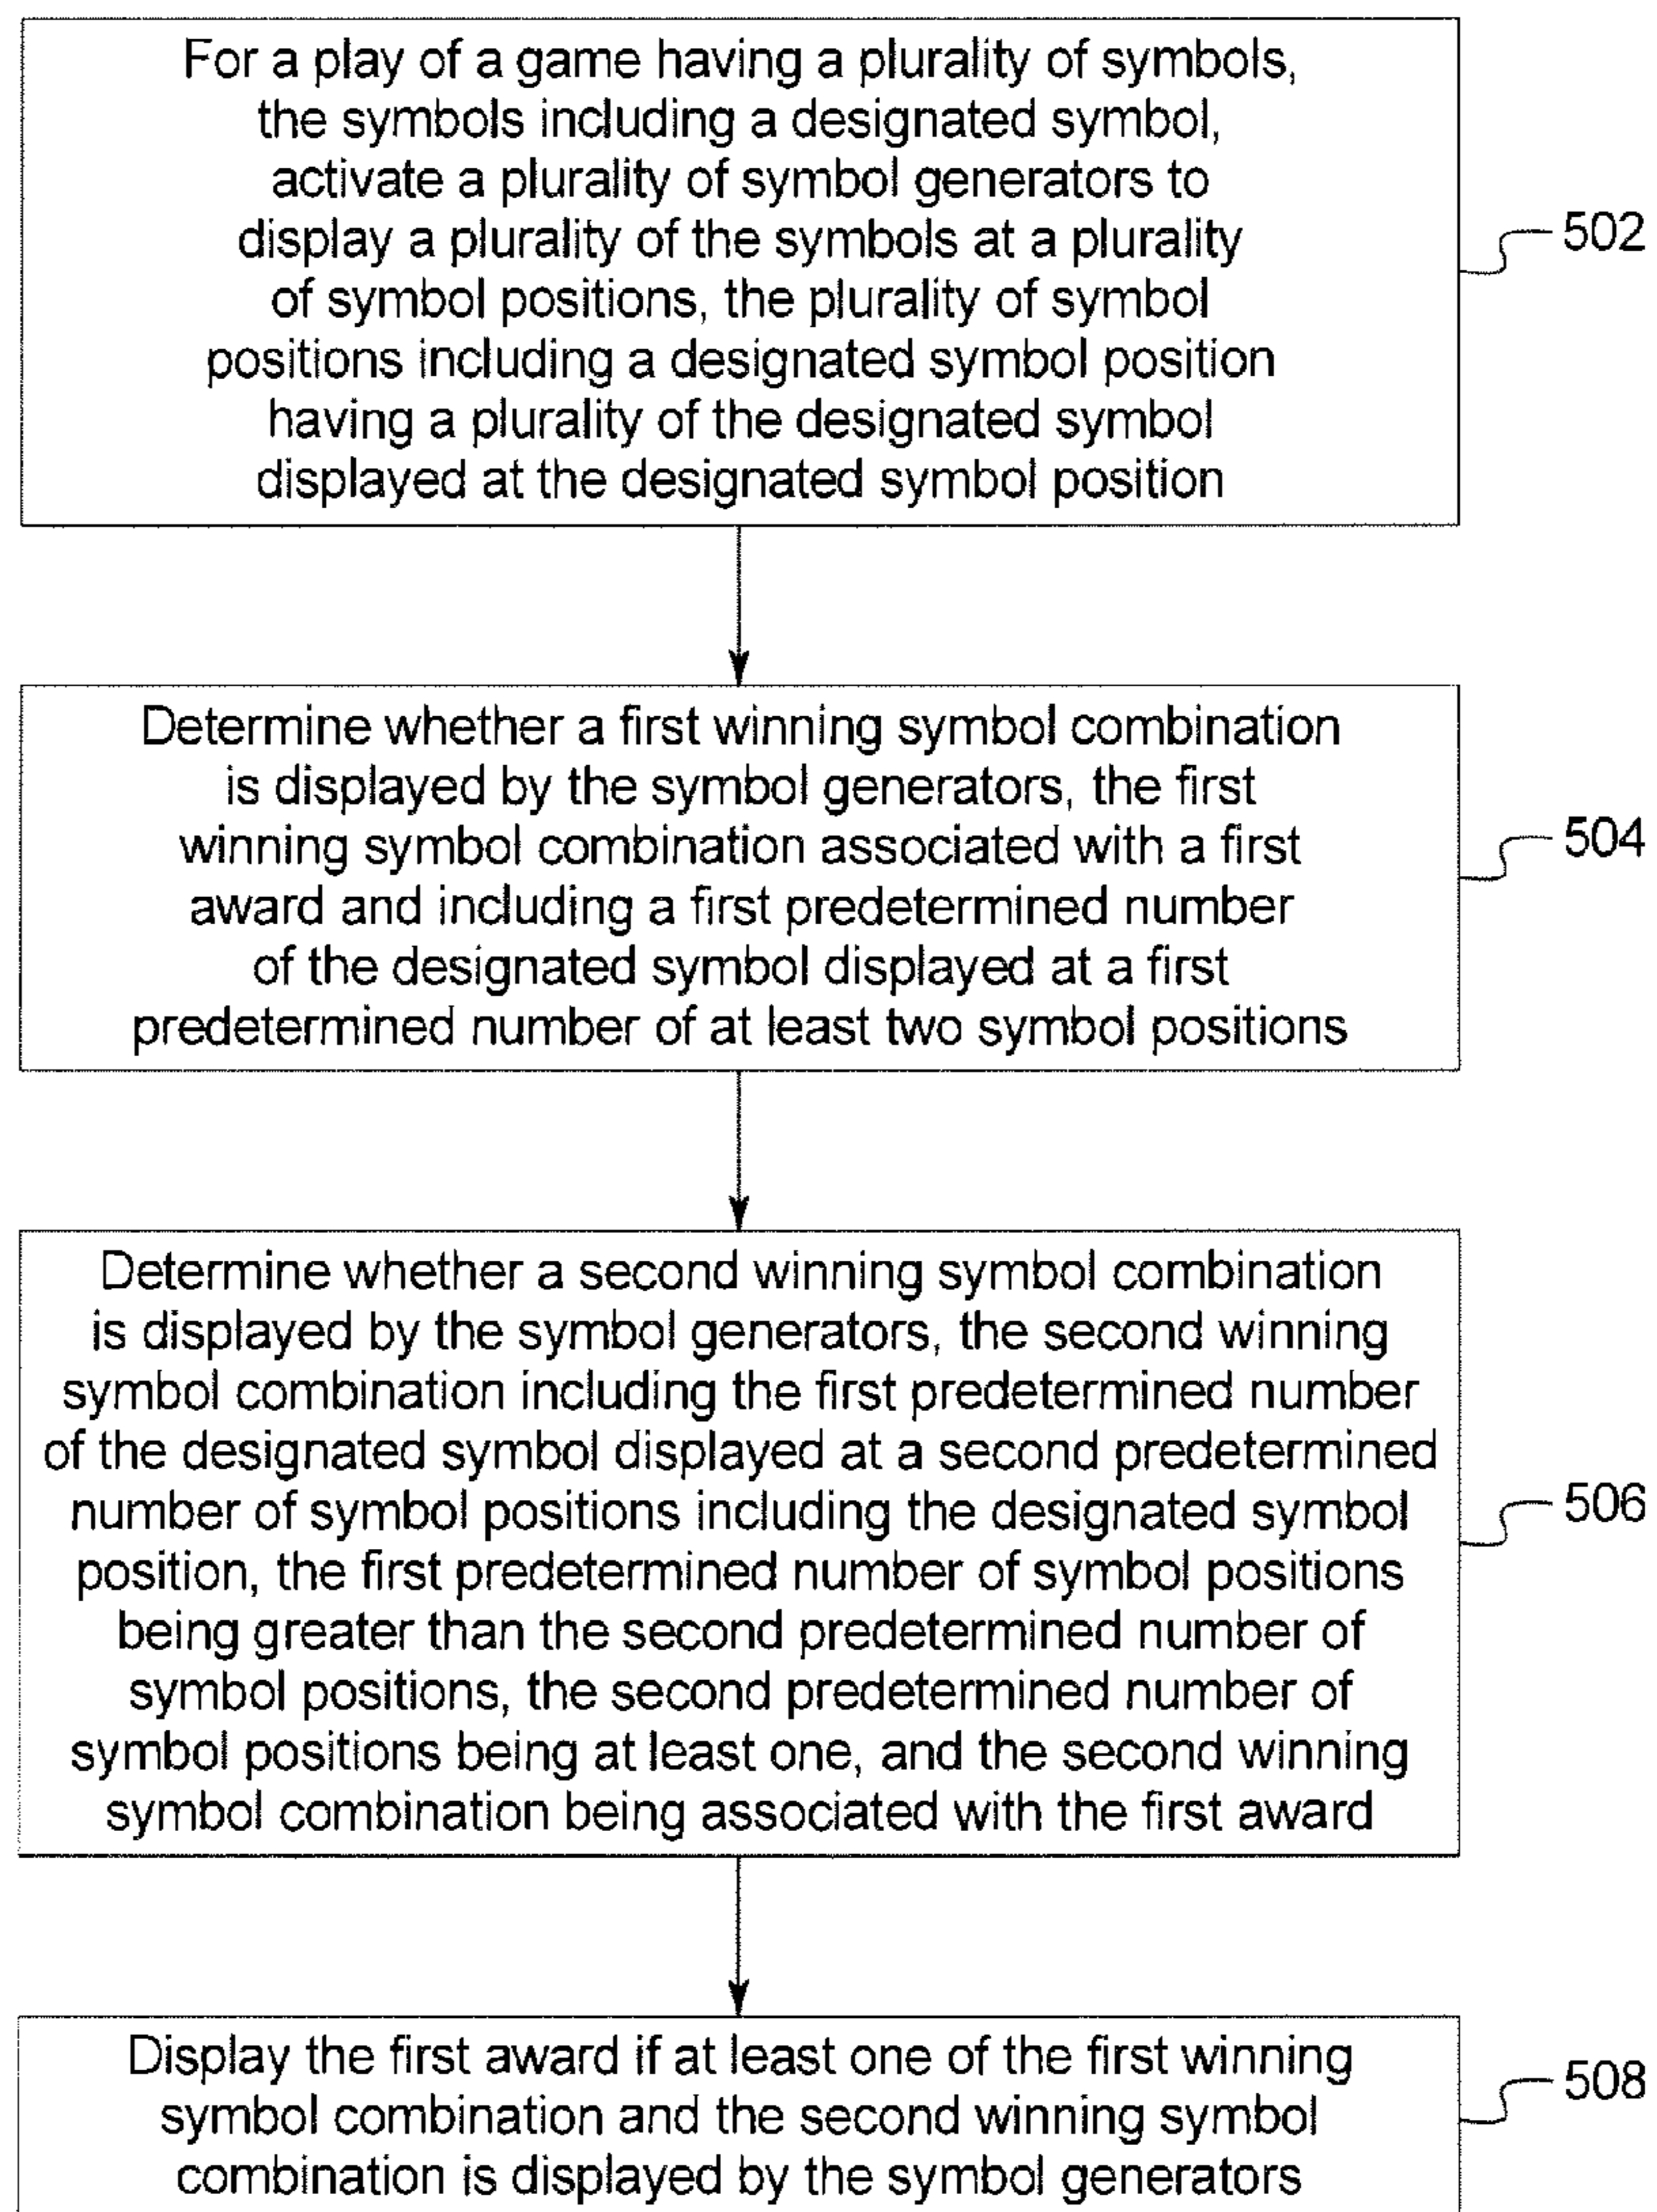 For a play of a game having a plurality of symbols,
the symbols including a designated symbol,
activate a plurality of symbol generators to
display a plurality of the symbols at a plurality
of symbol positions, the plurality of symbol
positions including a designated symbol position
having a plurality of the designated symbol
displayed at the designated symbol position
502
Determine whether a first winning symbol combination
is displayed by the symbol generators, the first
winning symbol combination associated with a first
award and including a first predetermined number
of the designated symbol displayed at a first
predetermined number of at least two symbol positions
504
Determine whether a second winning symbol combination
is displayed by the symbol generators, the second winning
symbol combination including the first predetermined number
of the designated symbol displayed at a second predetermined
number of symbol positions including the designated symbol
position, the first predetermined number of symbol positions
being greater than the second predetermined number of
symbol positions, the second predetermined number of
symbol positions being at least one, and the second winning
symbol combination being associated with the first award
506
Display the first award if at least one of the first winning
symbol combination and the second winning symbol
combination is displayed by the symbol generators
508